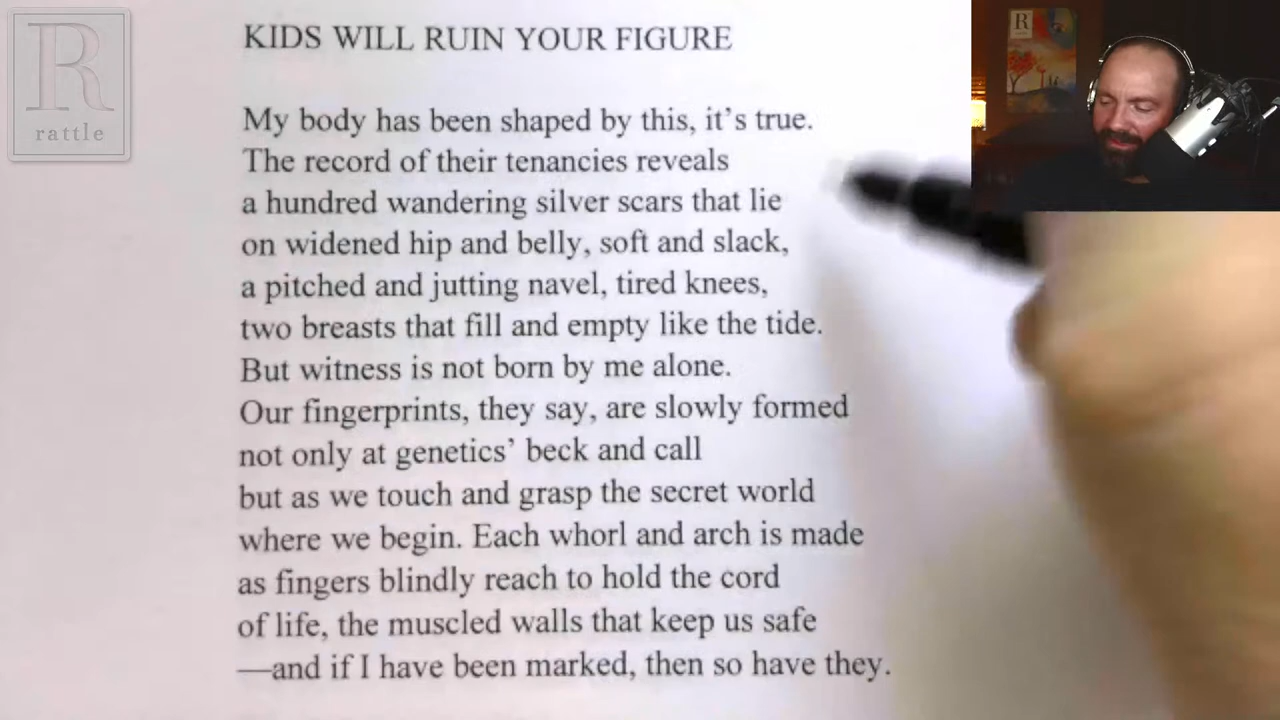 R
rattle
R
KIDS WILL RUIN YOUR FIGURE
My body has been shaped by this, it's true.
The record of their tenancies reveals
a hundred wandering silver scars that lie
on widened hip and belly, soft and slack,
a pitched and jutting navel, tired knees,
two breasts that fill and empty like the tide.
But witness is not born by me alone.
Our fingerprints, they say, are slowly formed
not only at genetics' beck and call
but as we touch and grasp the secret world
where we begin. Each whorl and arch is made
as fingers blindly reach to hold the cord
of life, the muscled walls that keep us safe
—and if I have been marked, then so have they.